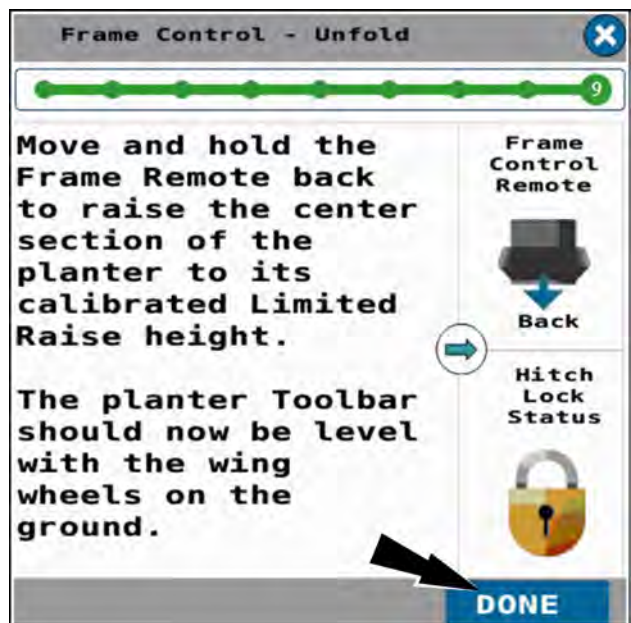 Frame Control - Unfold
9
Move and hold the
Frame Remote back
to raise the center
section of the
planter to its
calibrated Limited
Raise height.
The planter Toolbar
should now be level
with the wing
wheels on the
ground.
Frame
Control
Remote
Back
Hitch
Lock
Status
DONE